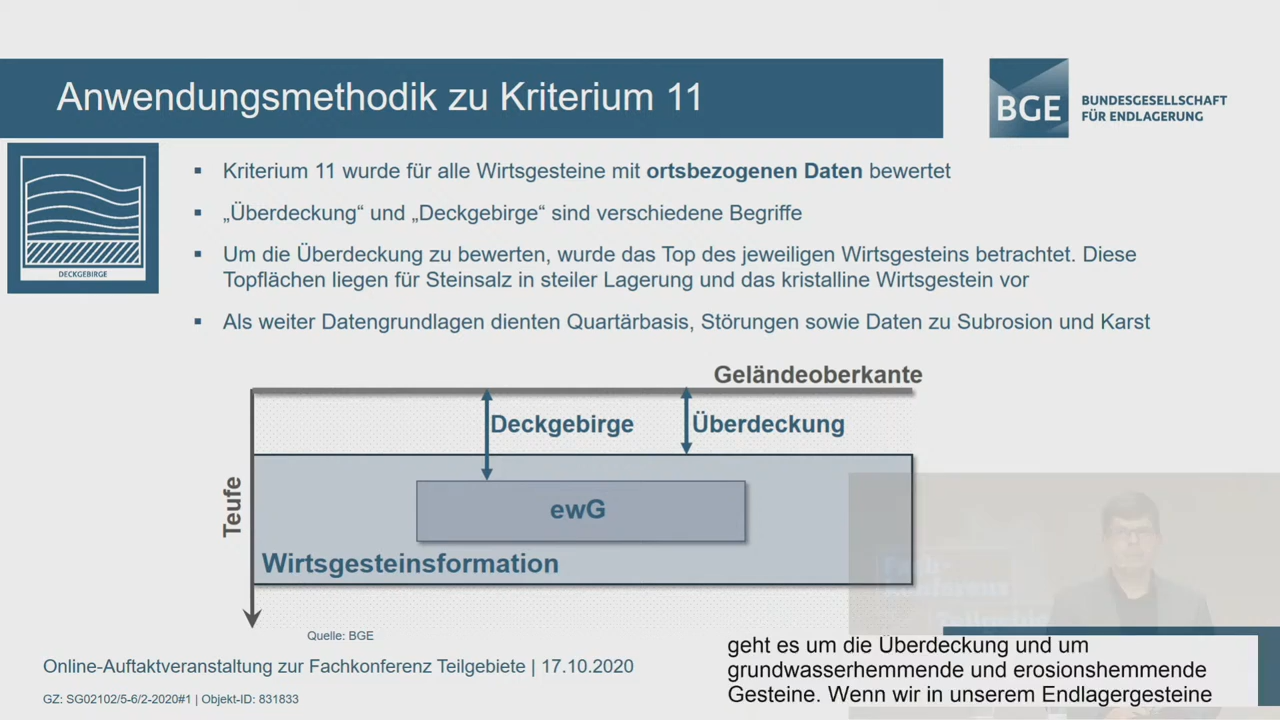 Anwendungsmethodik zu Kriterium 11
BGE
BUNDESGESELLSCHAFT
FÜR ENDLAGERUNG
DECKGEBIRGE
▪ Kriterium 11 wurde für alle Wirtsgesteine mit ortsbezogenen Daten bewertet
▪ „Überdeckung“ und „Deckgebirge“ sind verschiedene Begriffe
▪ Um die Überdeckung zu bewerten, wurde das Top des jeweiligen Wirtsgesteins betrachtet. Diese
Topflächen liegen für Steinsalz in steiler Lagerung und das kristalline Wirtsgestein vor
▪ Als weiter Datengrundlagen dienten Quartärbasis, Störungen sowie Daten zu Subrosion und Karst
Geländeoberkante
Deckgebirge
Überdeckung
Teufe
ewG
Wirtsgesteinsformation
Fach-
konferenz
Quelle: BGE
Online-Auftaktveranstaltung zur Fachkonferenz Teilgebiete | 17.10.2020
GZ: SG02102/5-6/2-2020#1 | Objekt-ID: 831833
geht es um die Überdeckung und um
grundwasserhemmende und erosionshemmende
Gesteine. Wenn wir in unserem Endlagergesteine